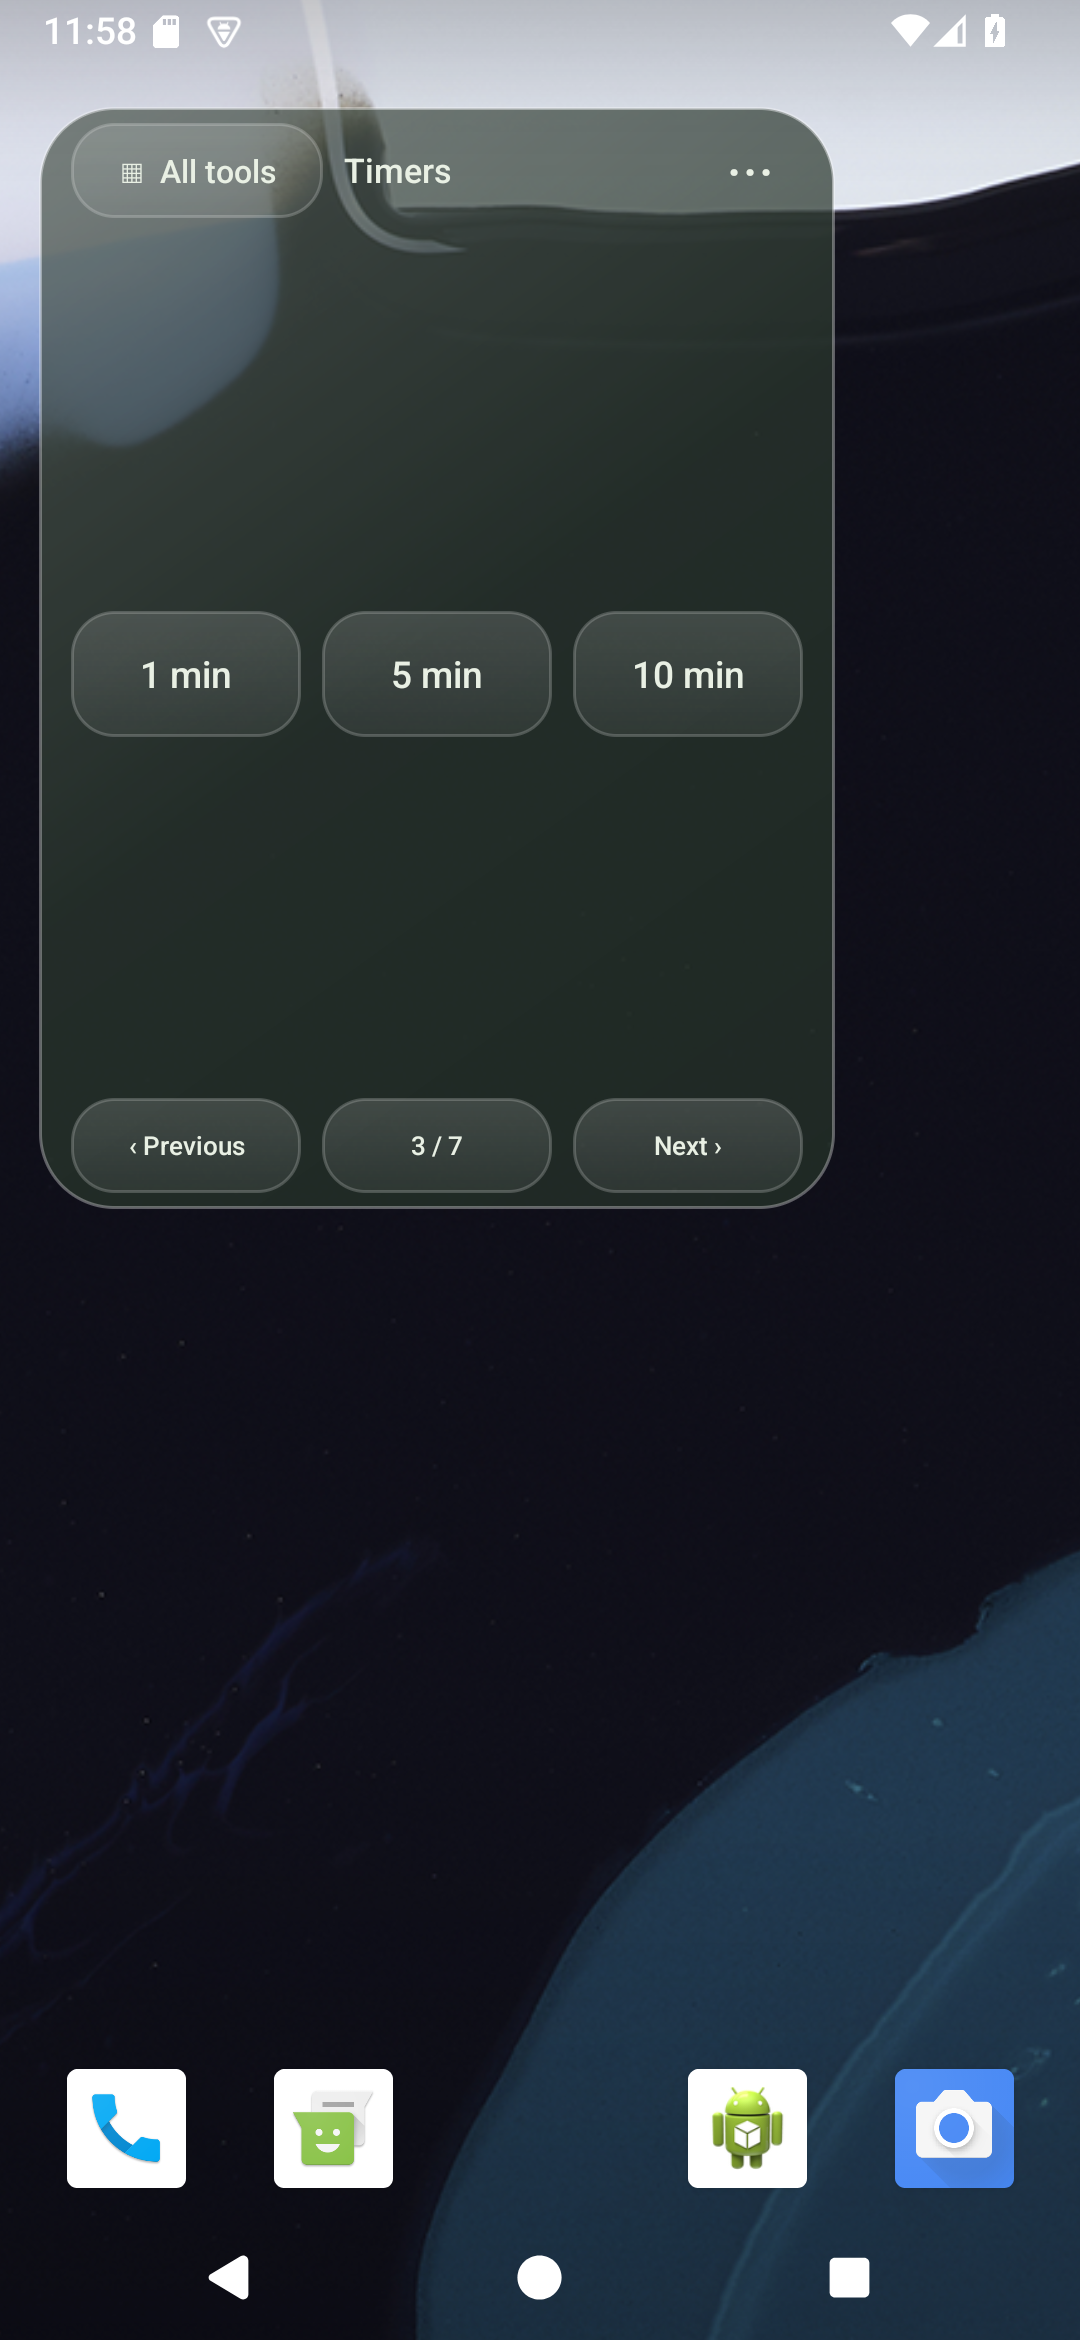 11:58
▦ All tools
Timers
•••
1 min
5 min
10 min
‹ Previous
3 / 7
Next ›